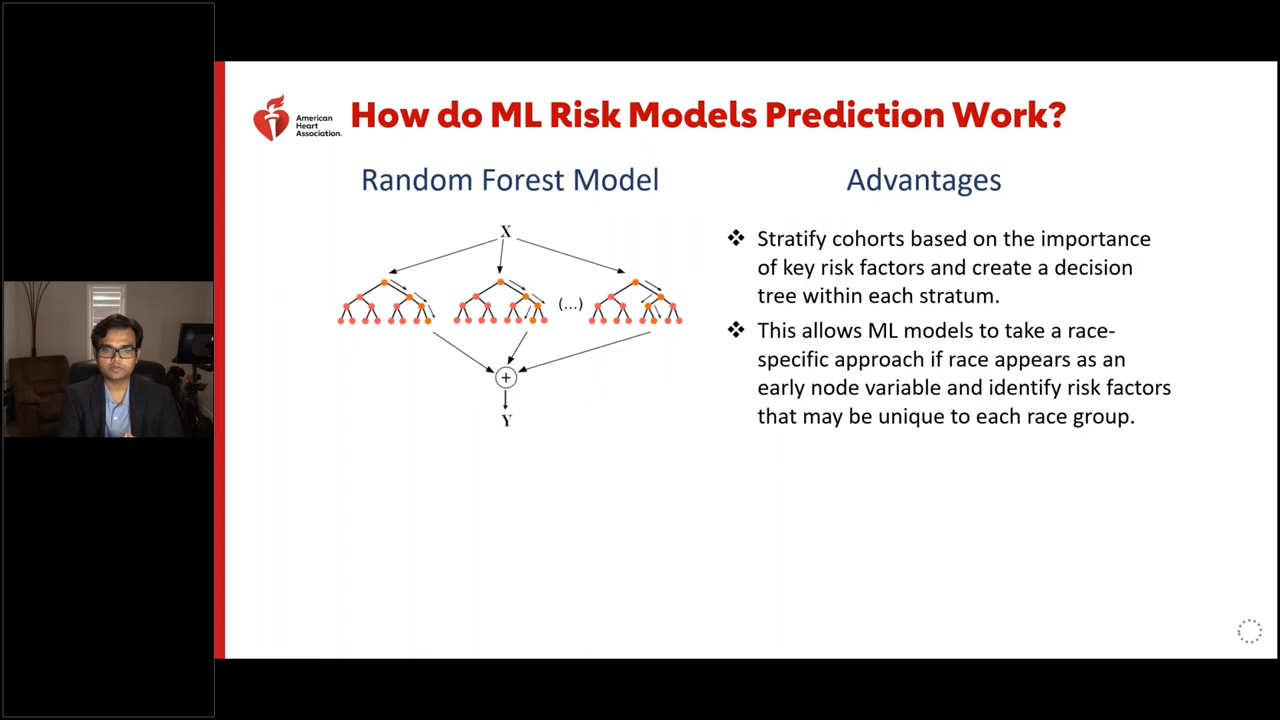 American
Heart
Association.
How do ML Risk Models Prediction Work?
Random Forest Model
X
(...)
+
Y
Advantages
❖ Stratify cohorts based on the importance
of key risk factors and create a decision
tree within each stratum.
❖ This allows ML models to take a race-
specific approach if race appears as an
early node variable and identify risk factors
that may be unique to each race group.